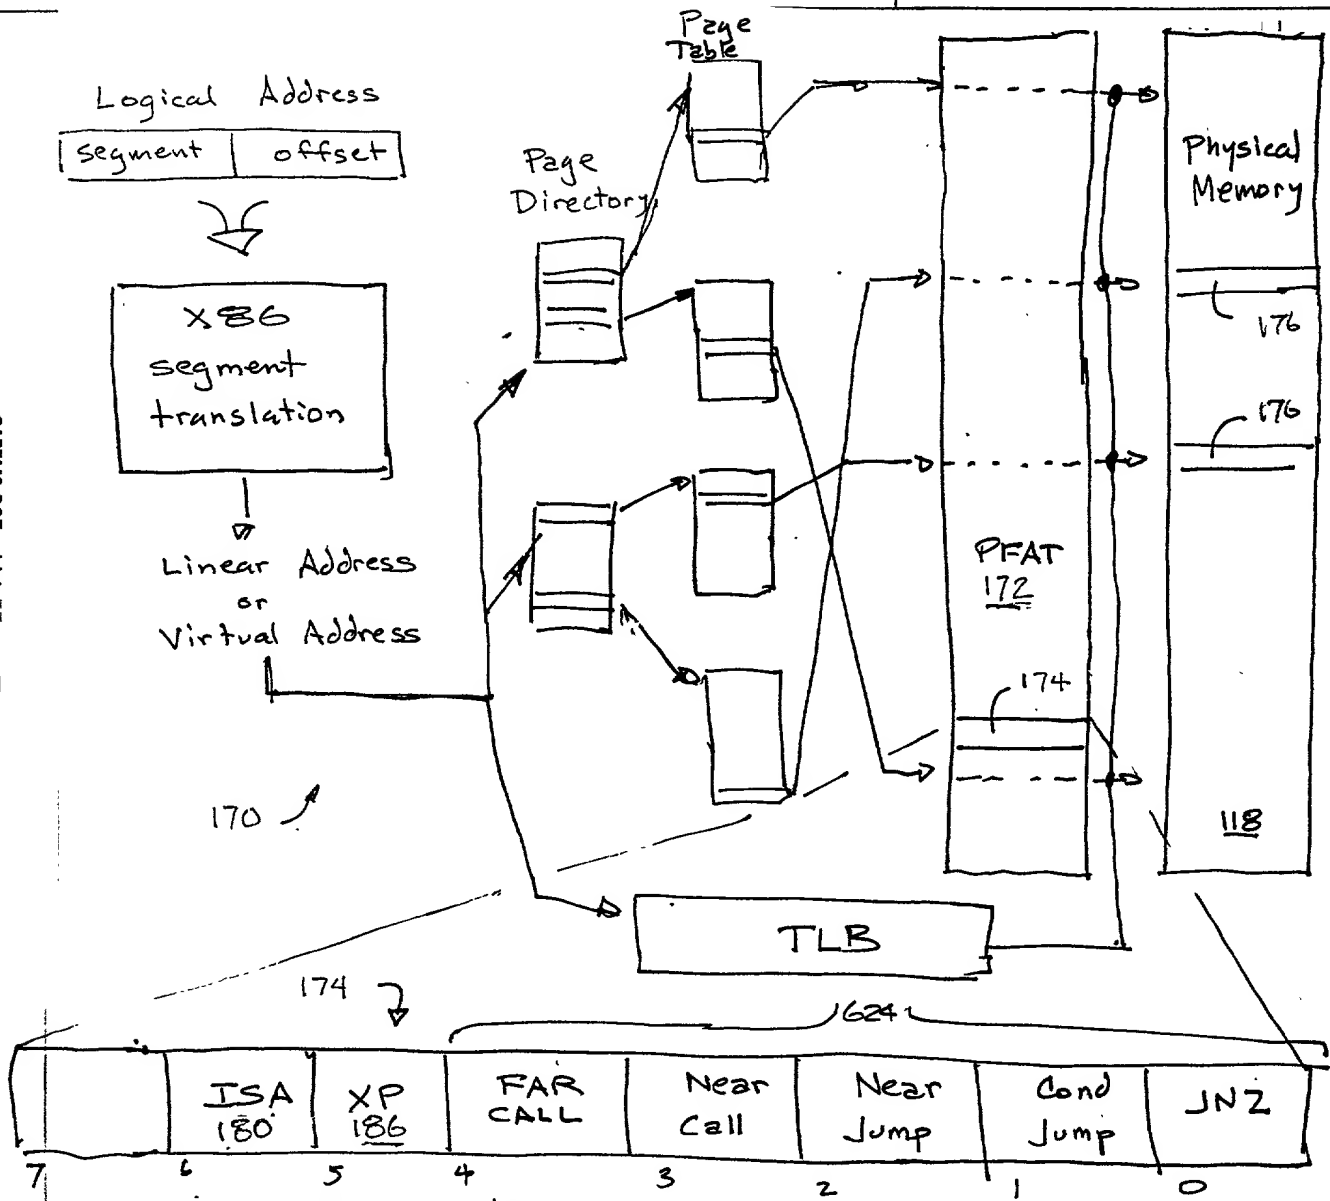 Page
Table
Logical Address
segment offset
Page
Directory
Physical
Memory
X86
segment
translation
176
176
Linear Address
or
Virtual Address
PFAT
172
174
170
118
TLB
174
624
ISA
180
XP
186
FAR
CALL
Near
Call
Near
Jump
Cond
Jump
JNZ
7 6 5 4 3 2 1 0